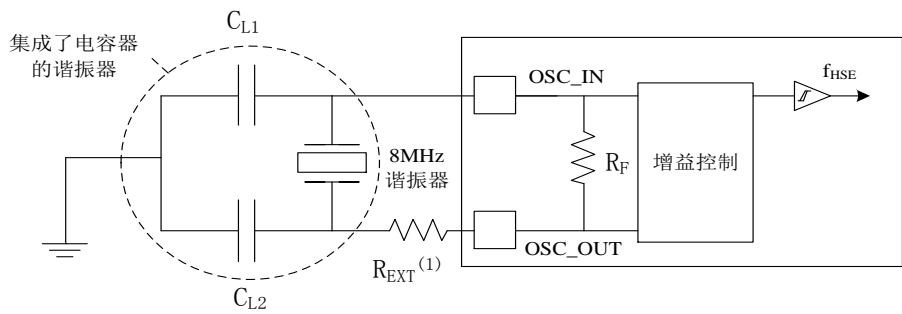 C_L1
集成了电容器
的谐振器
OSC_IN
f_HSE
8MHz
谐振器
R_F
增益控制
R_EXT(1)
OSC_OUT
C_L2